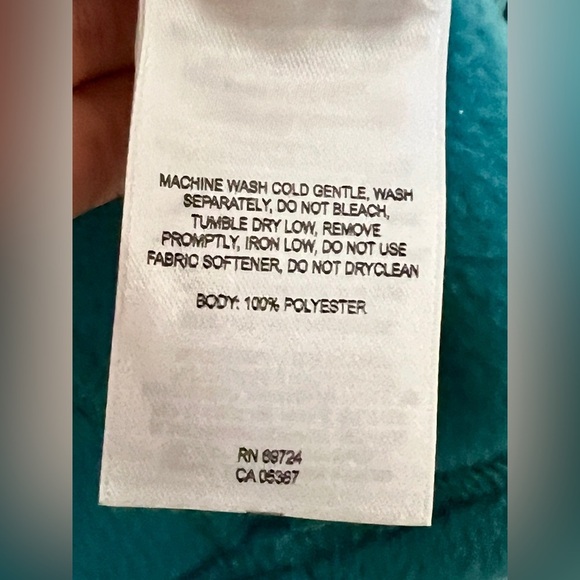 MACHINE WASH COLD GENTLE, WASH
SEPARATELY, DO NOT BLEACH,
TUMBLE DRY LOW, REMOVE
PROMPTLY, IRON LOW, DO NOT USE
FABRIC SOFTENER, DO NOT DRYCLEAN
BODY: 100% POLYESTER
RN 69724
CA 05367